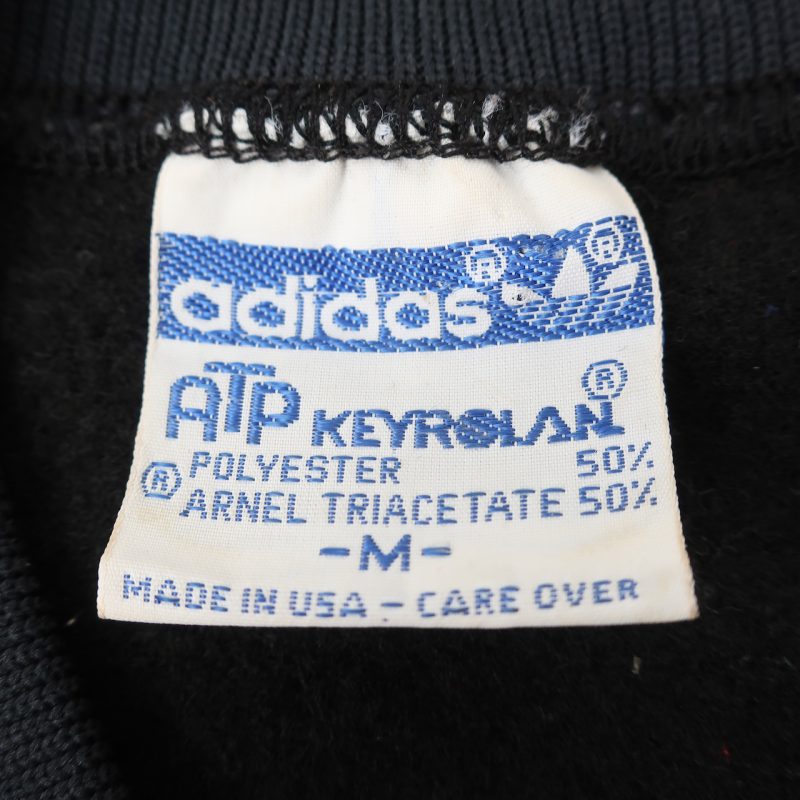 adidas®
®
ATP KEYROLAN®
POLYESTER 50%
® ARNEL TRIACETATE 50%
-M-
MADE IN USA - CARE OVER